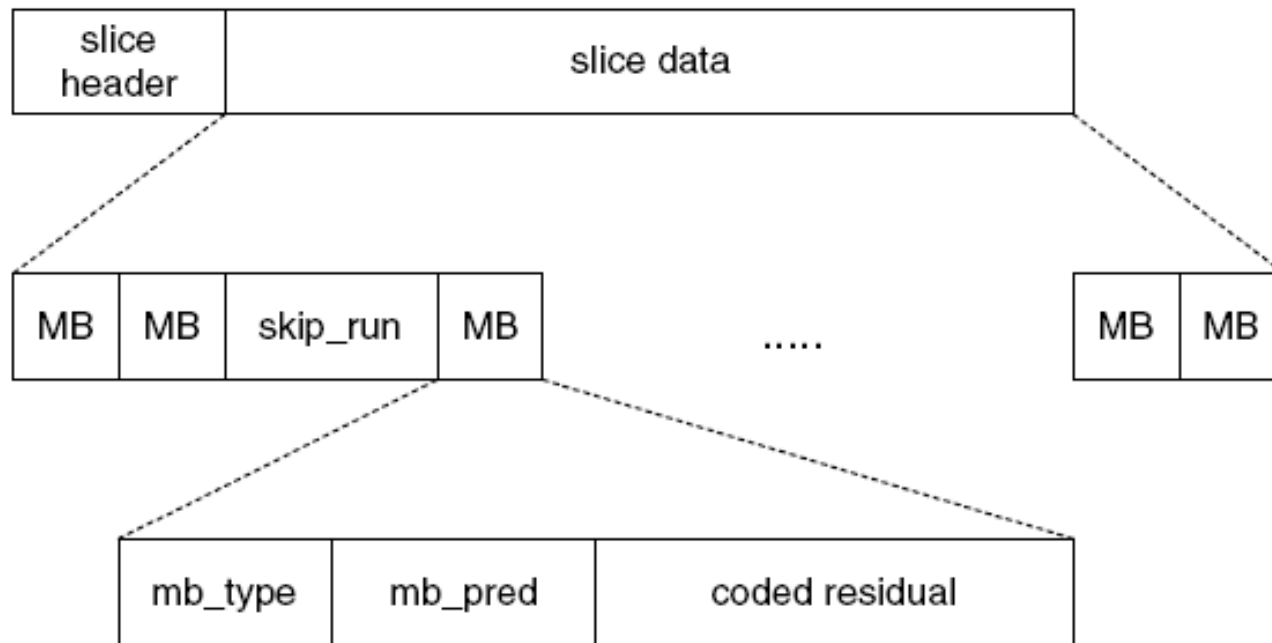 slice
header
slice data
MB MB skip_run MB ..... MB MB
mb_type mb_pred coded residual